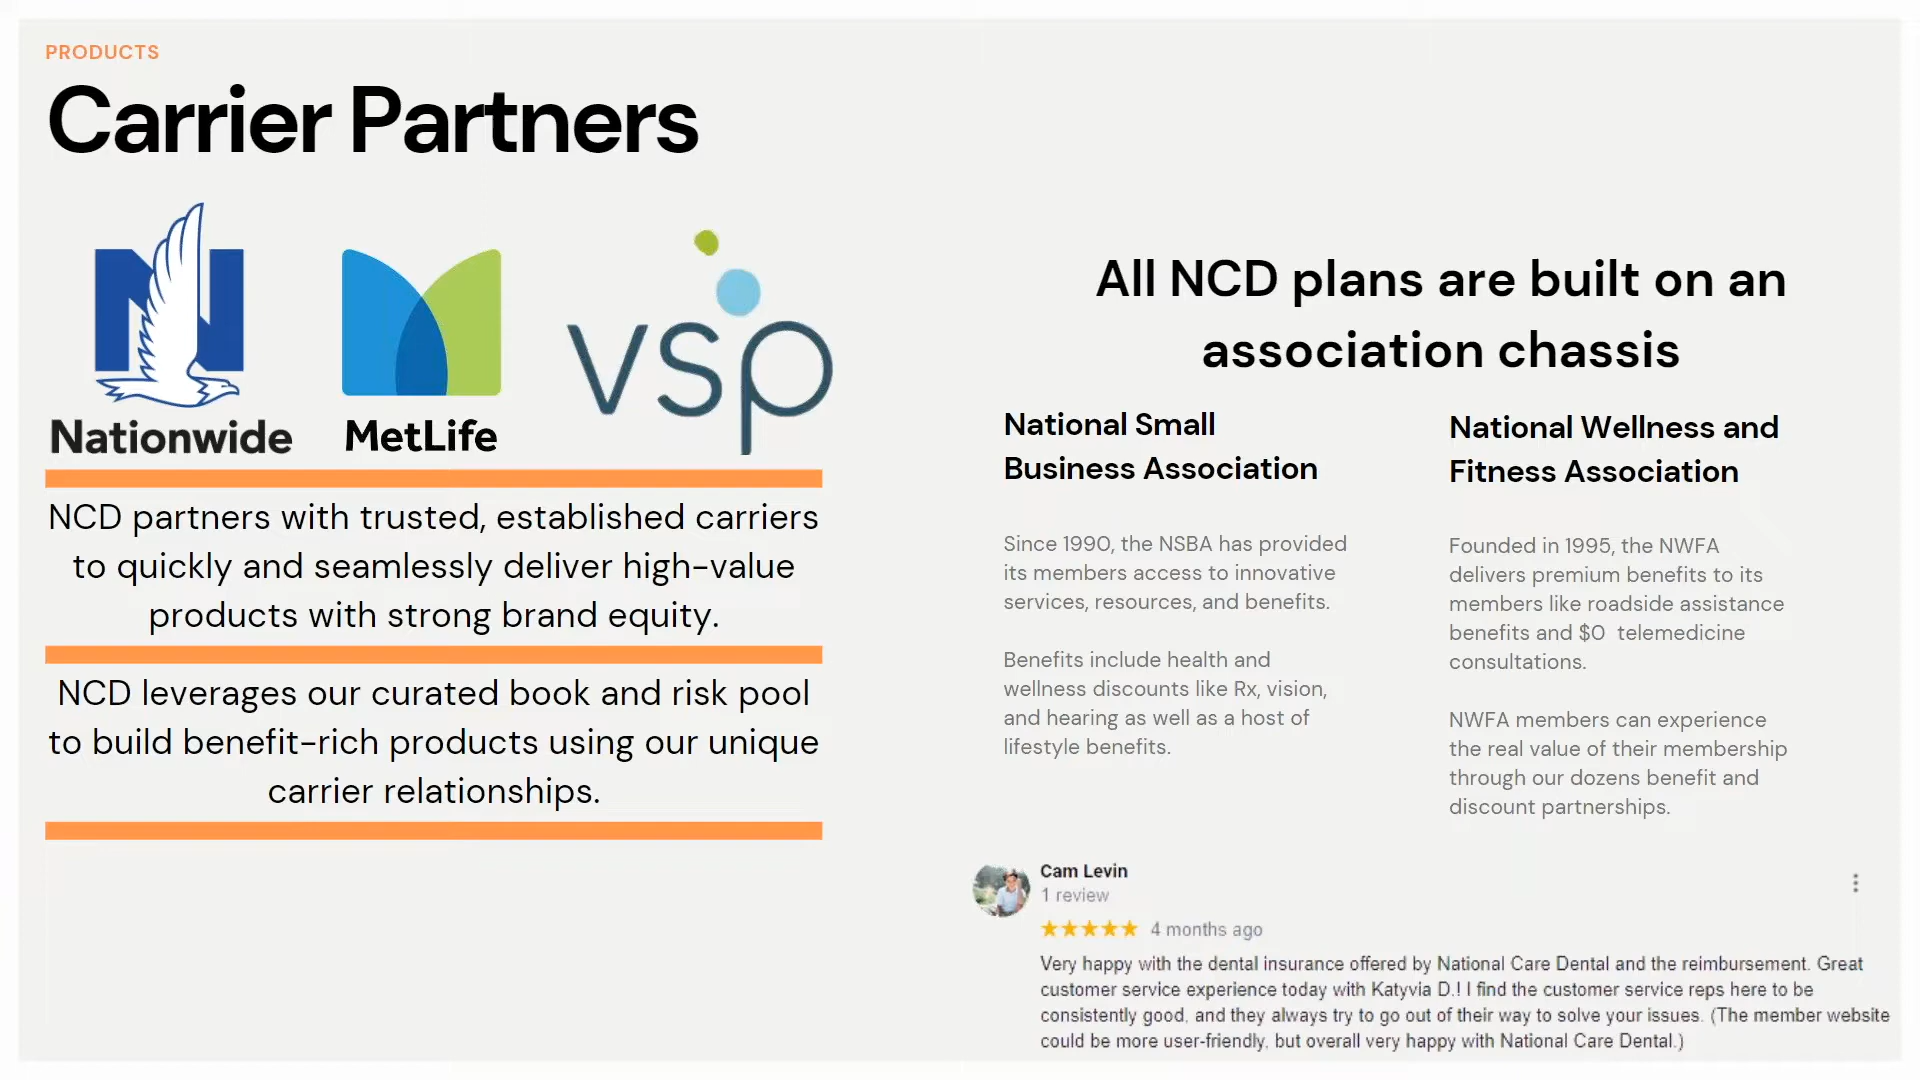 PRODUCTS
Carrier Partners
Nationwide
MetLife
vsp
NCD partners with trusted, established carriers
to quickly and seamlessly deliver high-value
products with strong brand equity.
NCD leverages our curated book and risk pool
to build benefit-rich products using our unique
carrier relationships.
All NCD plans are built on an
association chassis
National Small
Business Association
Since 1990, the NSBA has provided
its members access to innovative
services, resources, and benefits.
Benefits include health and
wellness discounts like Rx, vision,
and hearing as well as a host of
lifestyle benefits.
National Wellness and
Fitness Association
Founded in 1995, the NWFA
delivers premium benefits to its
members like roadside assistance
benefits and $0 telemedicine
consultations.
NWFA members can experience
the real value of their membership
through our dozens benefit and
discount partnerships.
Cam Levin
1 review
4 months ago
Very happy with the dental insurance offered by National Care Dental and the reimbursement. Great
customer service experience today with Katyvia D.! I find the customer service reps here to be
consistently good, and they always try to go out of their way to solve your issues. (The member website
could be more user-friendly, but overall very happy with National Care Dental.)